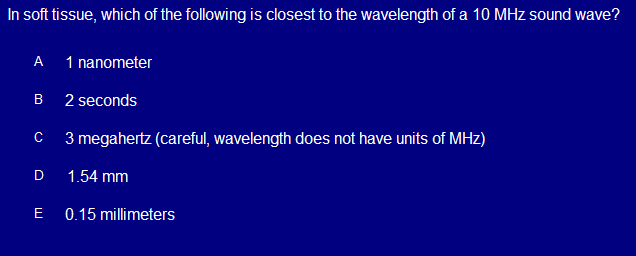 In soft tissue, which of the following is closest to the wavelength of a 10 MHz sound wave?
A 1 nanometer
B 2 seconds
C 3 megahertz (careful, wavelength does not have units of MHz)
D 1.54 mm
E 0.15 millimeters